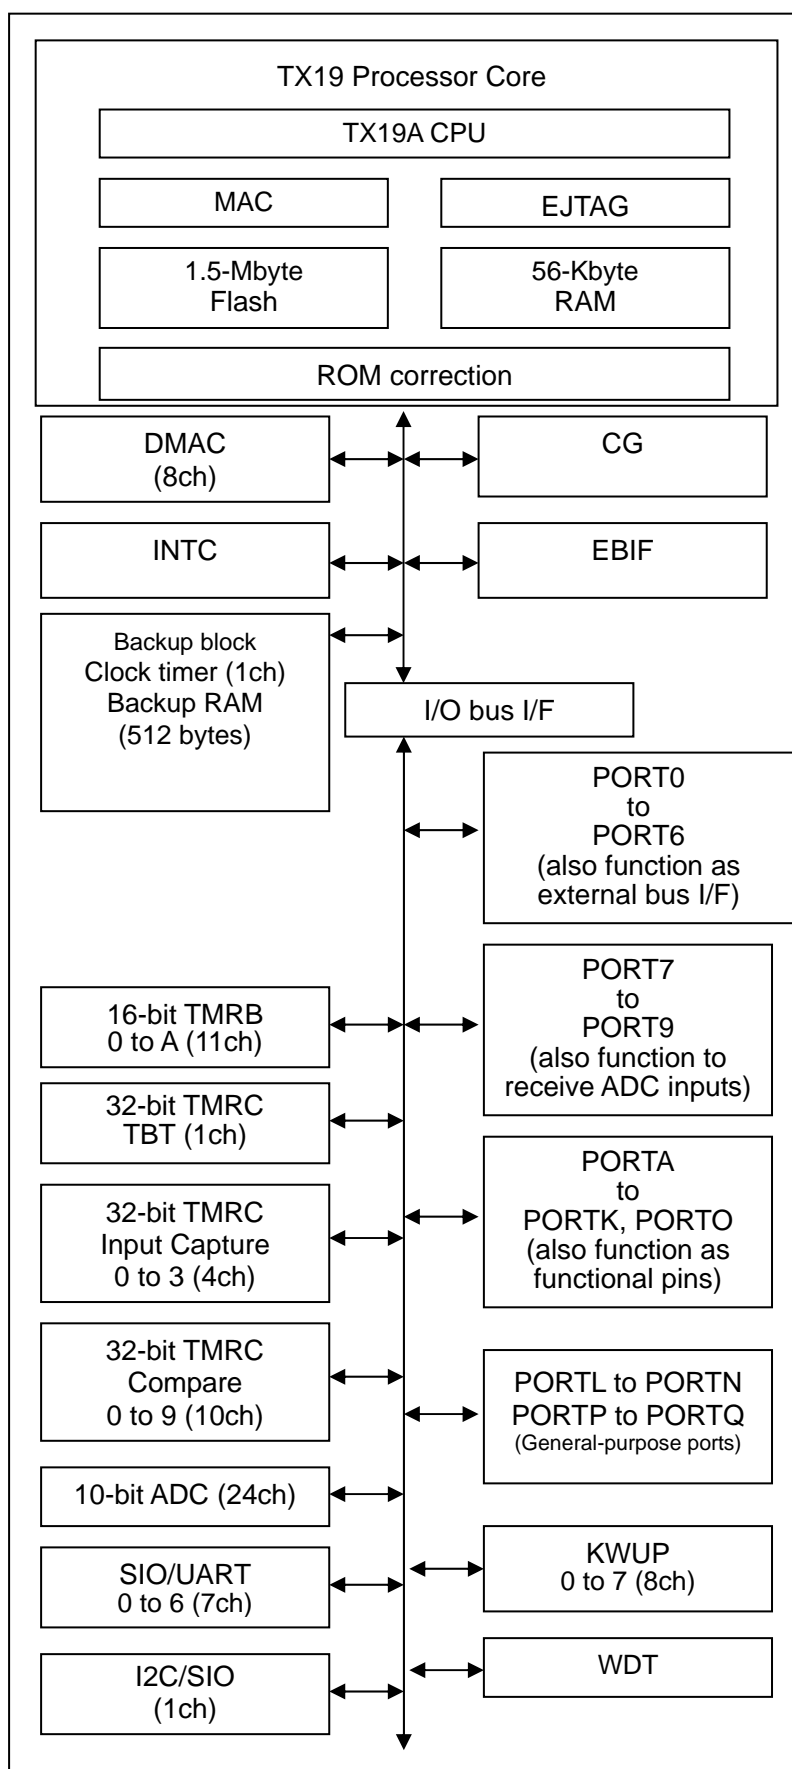 TX19 Processor Core
TX19A CPU
MAC
EJTAG
1.5-Mbyte
Flash
56-Kbyte
RAM
ROM correction
DMAC
(8ch)
CG
INTC
EBIF
Backup block
Clock timer (1ch)
Backup RAM
(512 bytes)
I/O bus I/F
PORT0
to
PORT6
(also function as
external bus I/F)
16-bit TMRB
0 to A (11ch)
PORT7
to
PORT9
(also function to
receive ADC inputs)
32-bit TMRC
TBT (1ch)
32-bit TMRC
Input Capture
0 to 3 (4ch)
PORTA
to
PORTK, PORTO
(also function as
functional pins)
32-bit TMRC
Compare
0 to 9 (10ch)
PORTL to PORTN
PORTP to PORTQ
(General-purpose ports)
10-bit ADC (24ch)
SIO/UART
0 to 6 (7ch)
KWUP
0 to 7 (8ch)
I2C/SIO
(1ch)
WDT